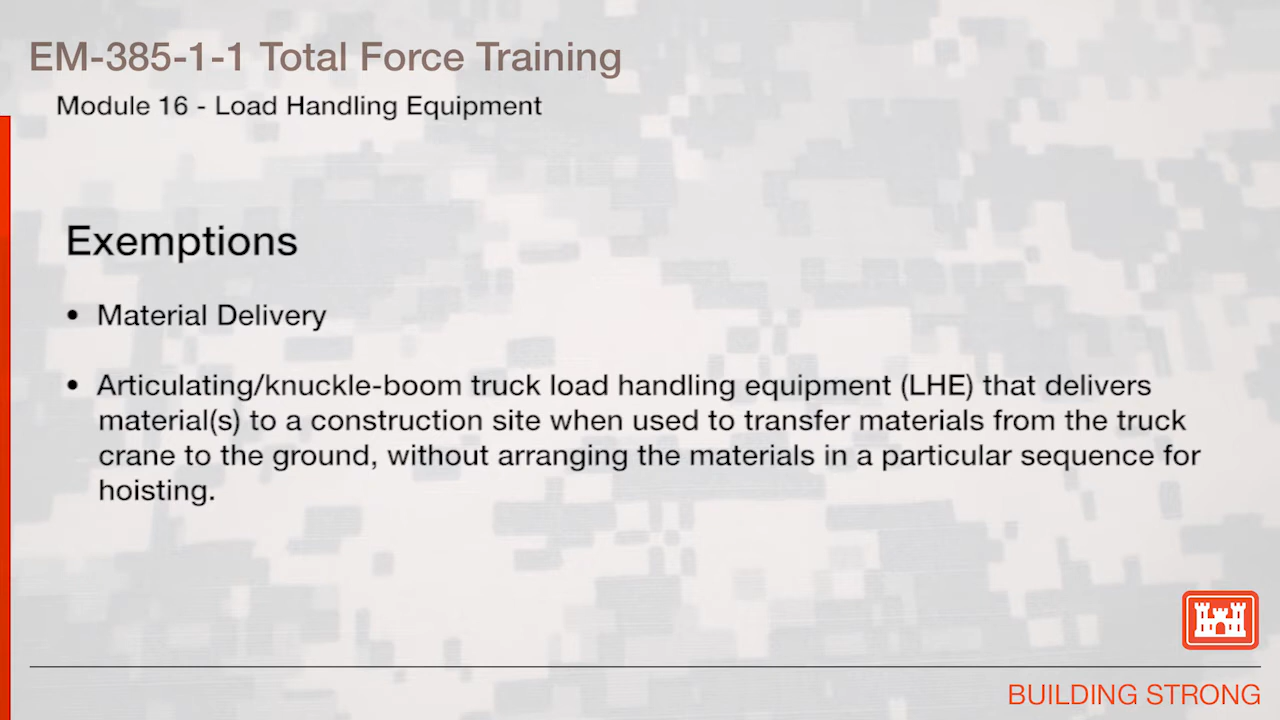 EM-385-1-1 Total Force Training
Module 16 - Load Handling Equipment
Exemptions
• Material Delivery
• Articulating/knuckle-boom truck load handling equipment (LHE) that delivers
material(s) to a construction site when used to transfer materials from the truck
crane to the ground, without arranging the materials in a particular sequence for
hoisting.
BUILDING STRONG